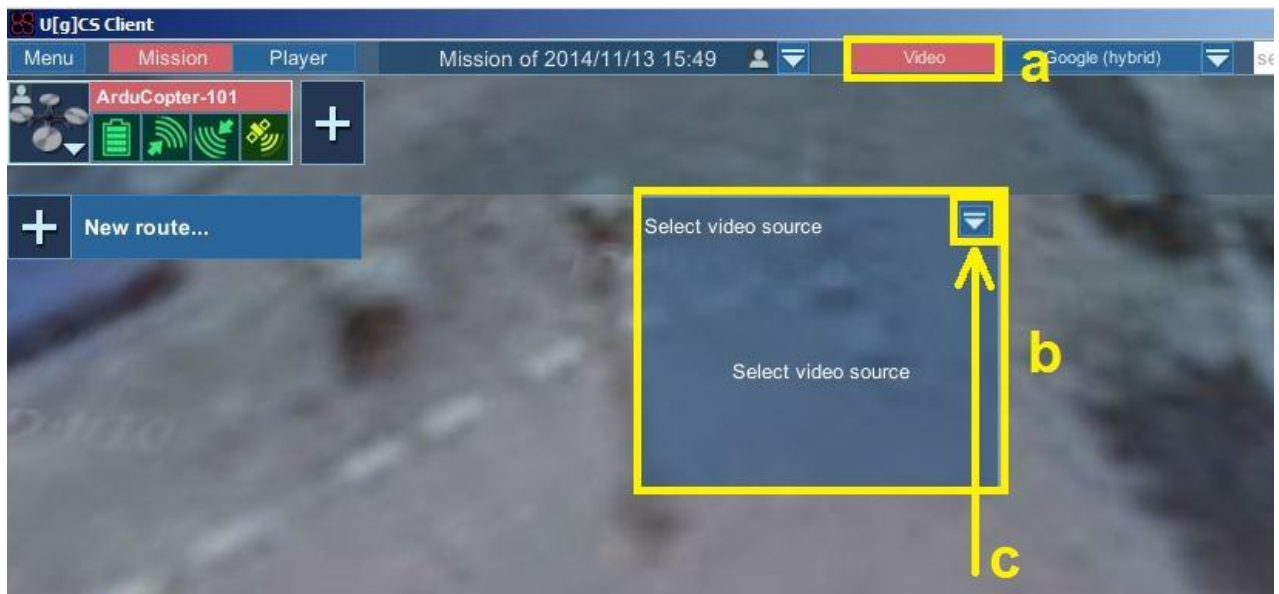 U[g]CS Client
Menu Mission Player Mission of 2014/11/13 15:49 Video a Google (hybrid) se
ArduCopter-101
New route...
Select video source
b
Select video source
c